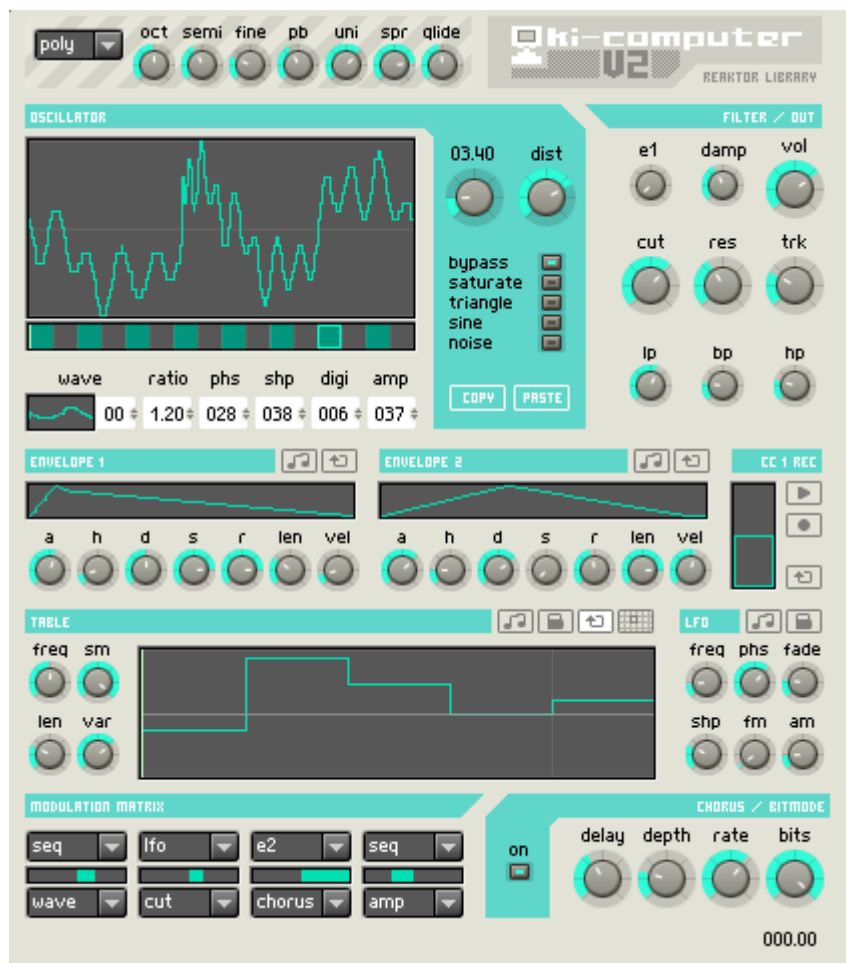 poly oct semi fine pb uni spr glide
ki-computer
V2
REAKTOR LIBRARY
OSCILLATOR
FILTER / OUT
03.40 dist
e1 damp vol
cut res trk
bypass
saturate
triangle
sine
noise
lp bp hp
wave ratio phs shp digi amp
00 1.20 028 038 006 037
COPY PASTE
ENVELOPE 1
ENVELOPE 2
CC 1 REC
a h d s r len vel
a h d s r len vel
TABLE
LFO
freq sm
len var
freq phs fade
shp fm am
MODULATION MATRIX
CHORUS / BITMODE
seq lfo e2 seq
wave cut chorus amp
on
delay depth rate bits
000.00